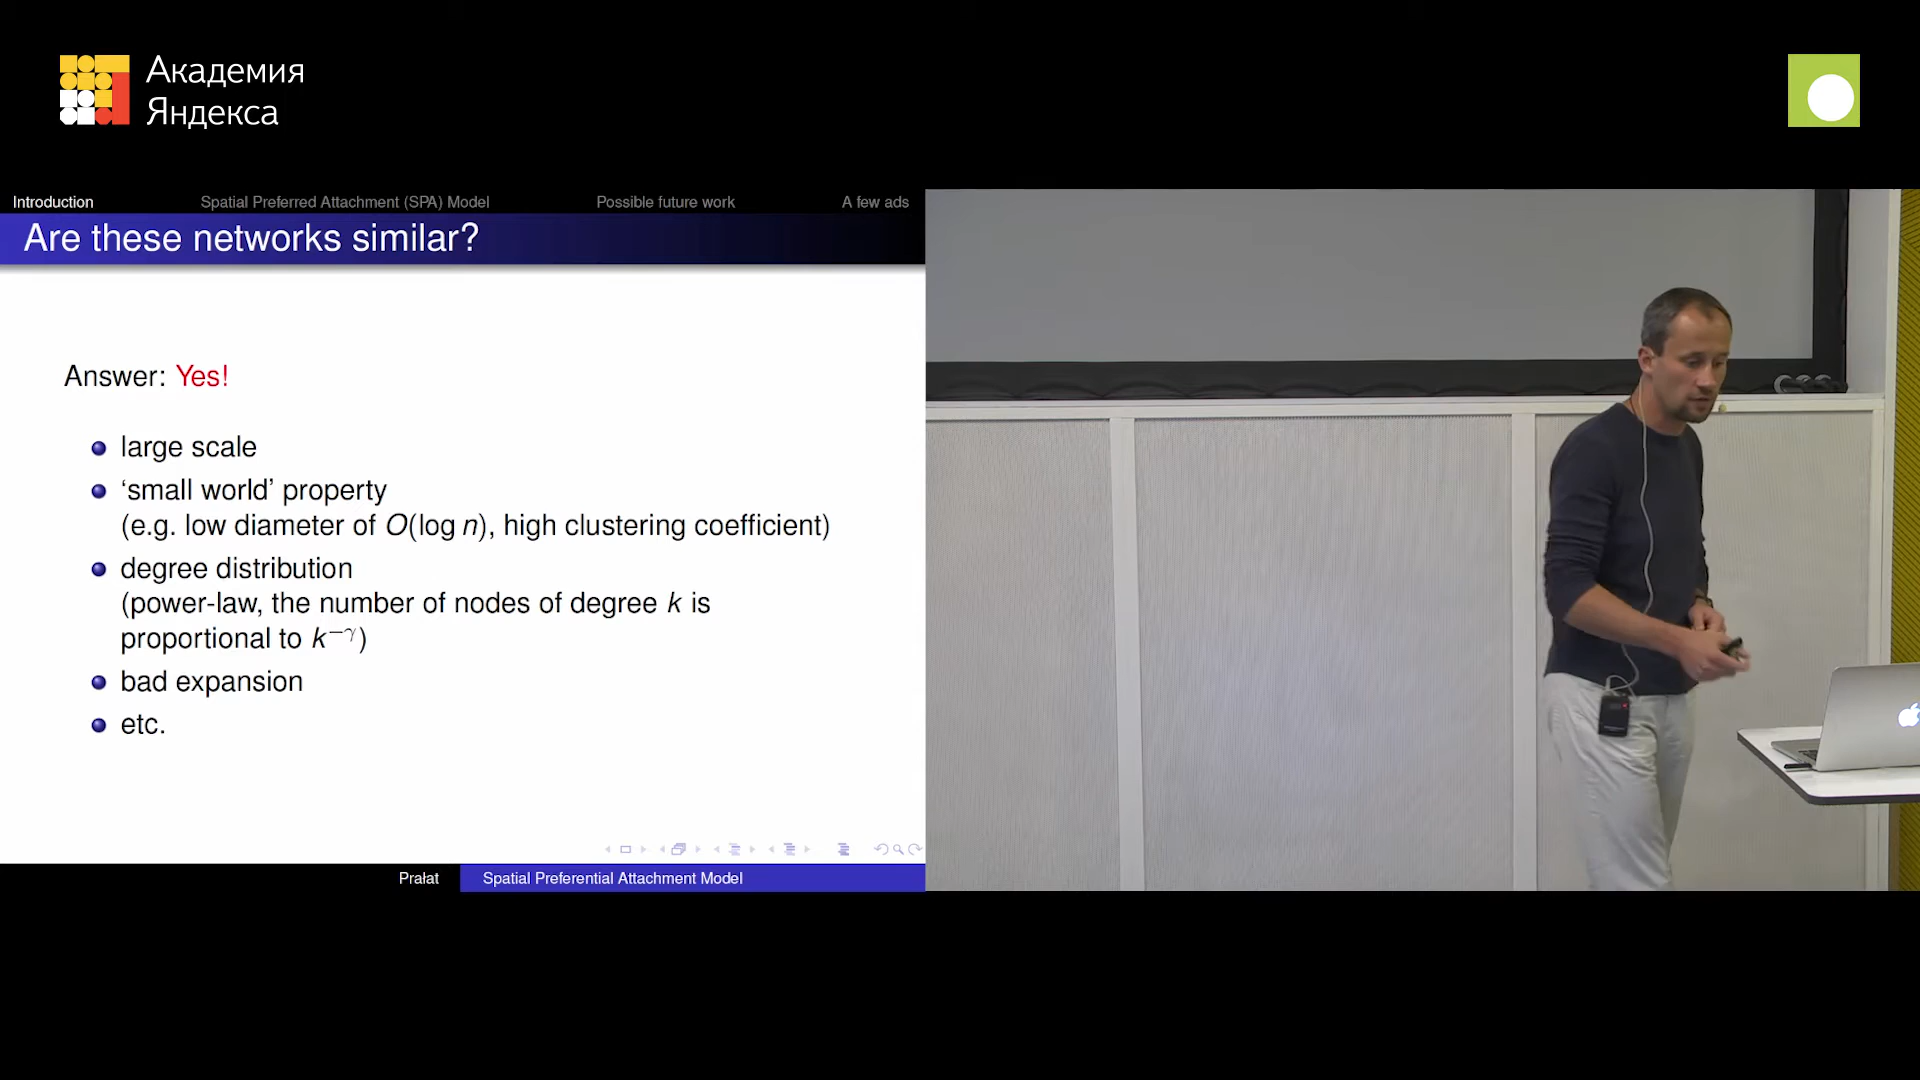 Академия
Яндекса
Introduction Spatial Preferred Attachment (SPA) Model Possible future work A few ads
Are these networks similar?
Answer: Yes!
large scale
‘small world’ property
(e.g. low diameter of O(log n), high clustering coefficient)
degree distribution
(power-law, the number of nodes of degree k is
proportional to k^−γ)
bad expansion
etc.
Prałat Spatial Preferential Attachment Model